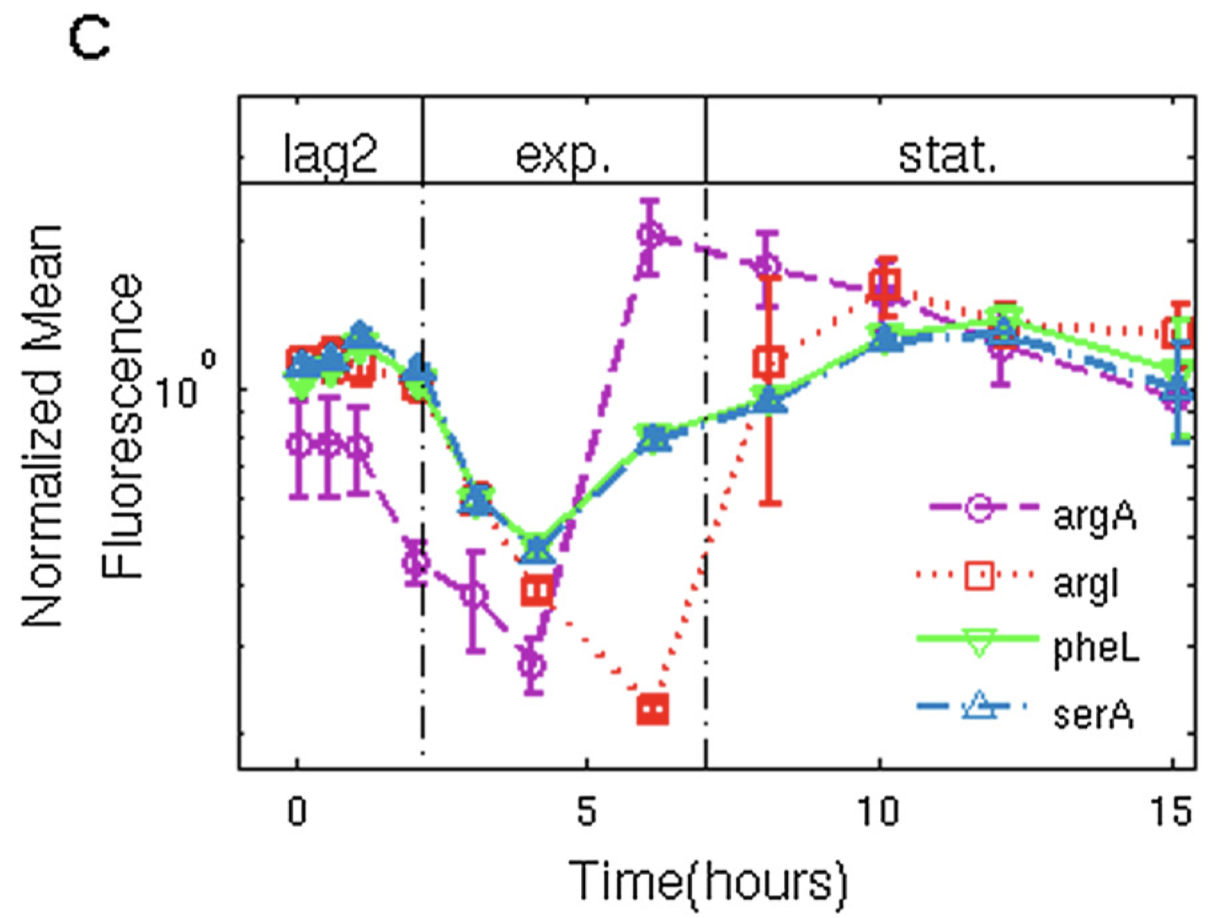 C
lag2 exp. stat.
Normalized Mean
Fluorescence
10⁰
argA
argI
pheL
serA
0 5 10 15
Time(hours)